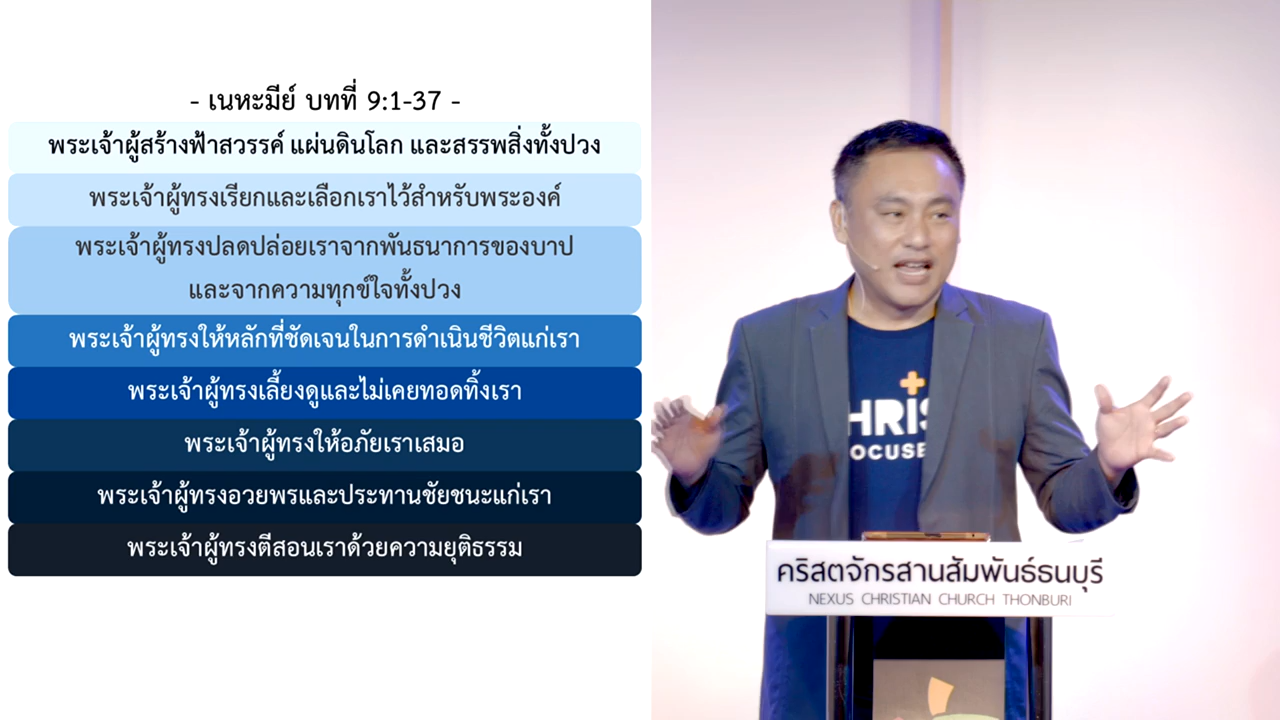 - เนหะมีย์ บทที่ 9:1-37 -
พระเจ้าผู้สร้างฟ้าสวรรค์ แผ่นดินโลก และสรรพสิ่งทั้งปวง
พระเจ้าผู้ทรงเรียกและเลือกเราไว้สำหรับพระองค์
พระเจ้าผู้ทรงปลดปล่อยเราจากพันธนาการของบาป
และจากความทุกข์ใจทั้งปวง
พระเจ้าผู้ทรงให้หลักที่ชัดเจนในการดำเนินชีวิตแก่เรา
พระเจ้าผู้ทรงเลี้ยงดูและไม่เคยทอดทิ้งเรา
พระเจ้าผู้ทรงให้อภัยเราเสมอ
พระเจ้าผู้ทรงอวยพรและประทานชัยชนะแก่เรา
พระเจ้าผู้ทรงตีสอนเราด้วยความยุติธรรม
HRIS
OCUSE
คริสตจักรสานสัมพันธ์ธนบุรี
NEXUS CHRISTIAN CHURCH THONBURI